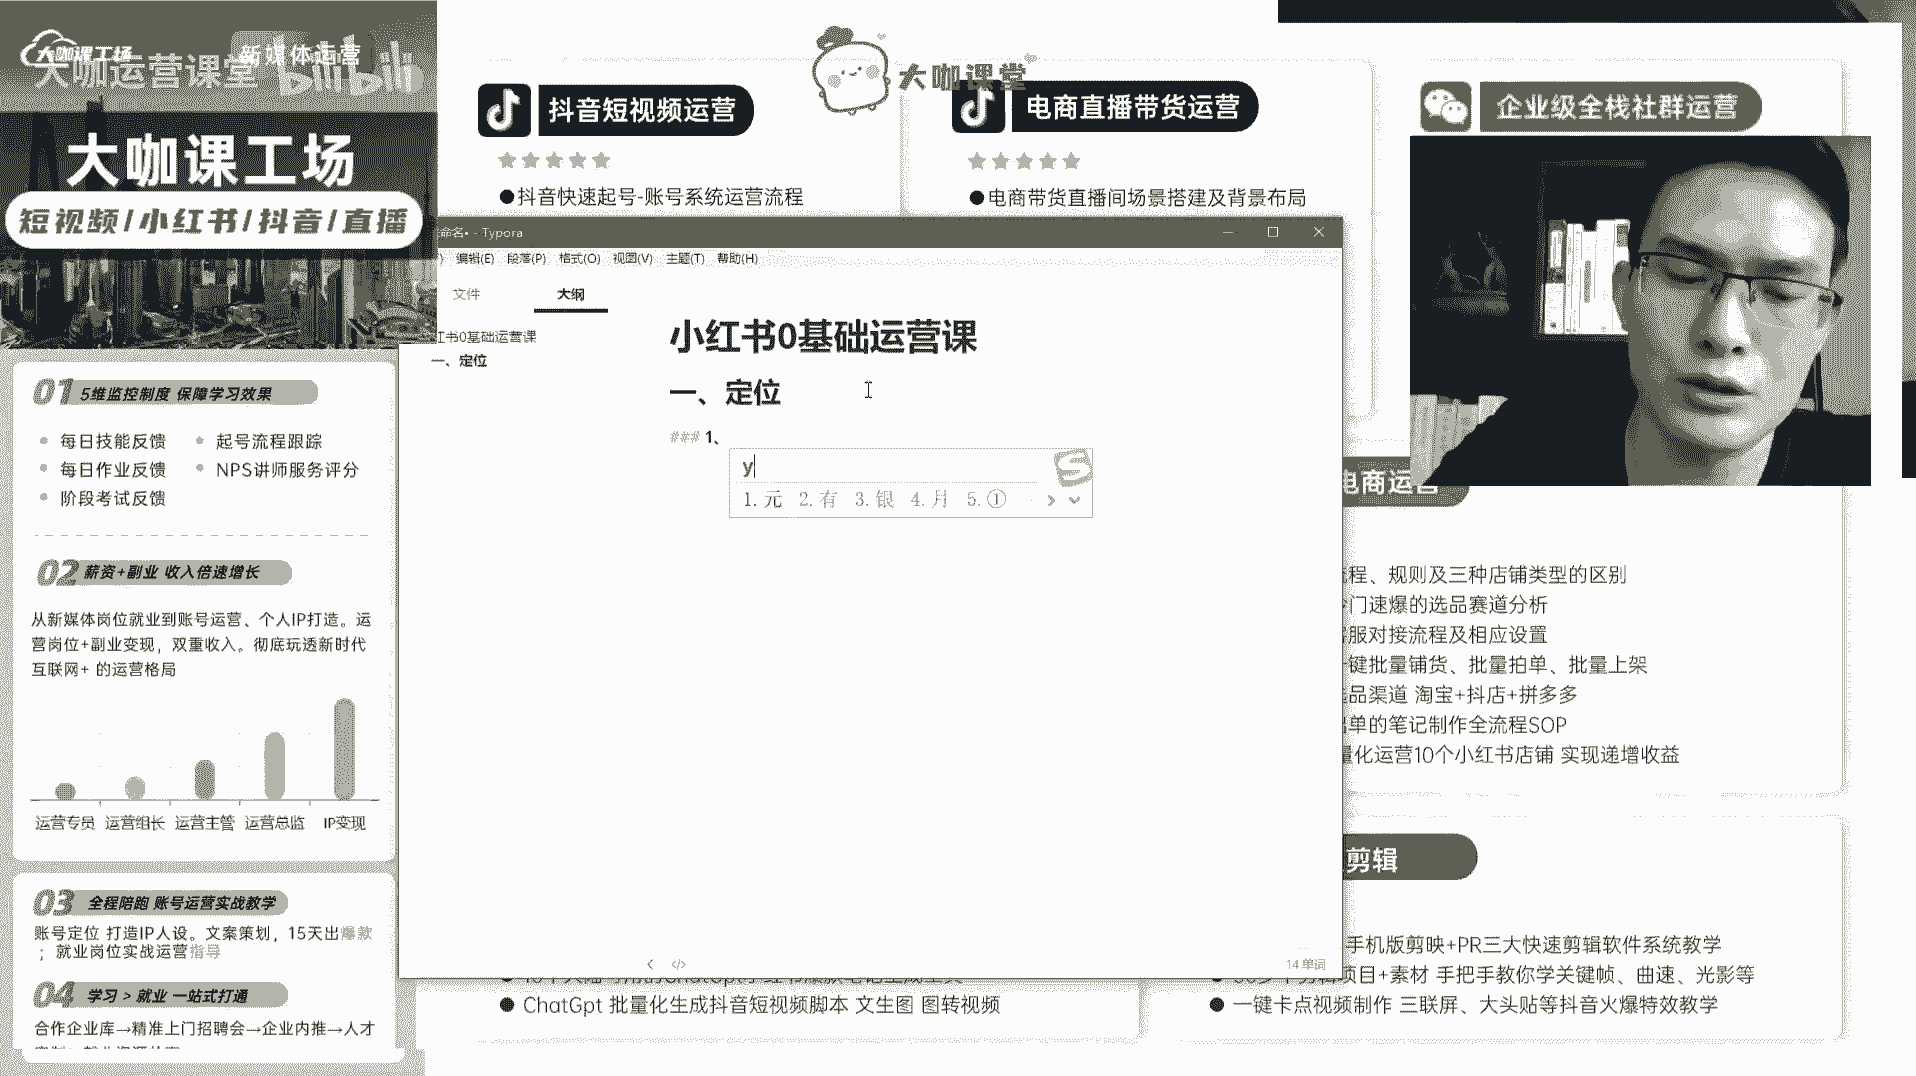 大咖课工场
新媒体运营
大咖运营课堂 bilibili
大咖课工场
短视频/小红书/抖音/直播
01 5维监控制度 保障学习效果
每日技能反馈
起号流程跟踪
每日作业反馈
NPS讲师服务评分
阶段考试反馈
02 薪资+副业 收入倍速增长
从新媒体岗位就业到账号运营、个人IP打造。运
营岗位+副业变现，双重收入。彻底玩透新时代
互联网+ 的运营格局
运营专员 运营组长 运营主管 运营总监 IP变现
03 全程陪跑 账号运营实战教学
账号定位 打造IP人设。文案策划，15天出爆款
；就业岗位实战运营指导
04 学习 > 就业 一站式打通
合作企业库→精准上门招聘会→企业内推→人才
抖音短视频运营
●抖音快速起号-账号系统运营流程
大咖课堂
电商直播带货运营
●电商带货直播间场景搭建及背景布局
企业级全栈社群运营
命名• - Typora
编辑(E) 段落(P) 格式(O) 视图(V) 主题(T) 帮助(H)
文件
大纲
书0基础运营课
一、定位
小红书0基础运营课
一、定位
### 1、
y
1. 元 2. 有 3. 银 4. 月 5. ①
14 单词
电商运营
程、规则及三种店铺类型的区别
门速爆的选品赛道分析
服对接流程及相应设置
键批量铺货、批量拍单、批量上架
品渠道 淘宝+抖店+拼多多
单的笔记制作全流程SOP
量化运营10个小红书店铺 实现递增收益
剪辑
手机版剪映+PR三大快速剪辑软件系统教学
项目+素材 手把手教你学关键帧、曲速、光影等
● 一键卡点视频制作 三联屏、大头贴等抖音火爆特效教学
● ChatGpt 批量化生成抖音短视频脚本 文生图 图转视频